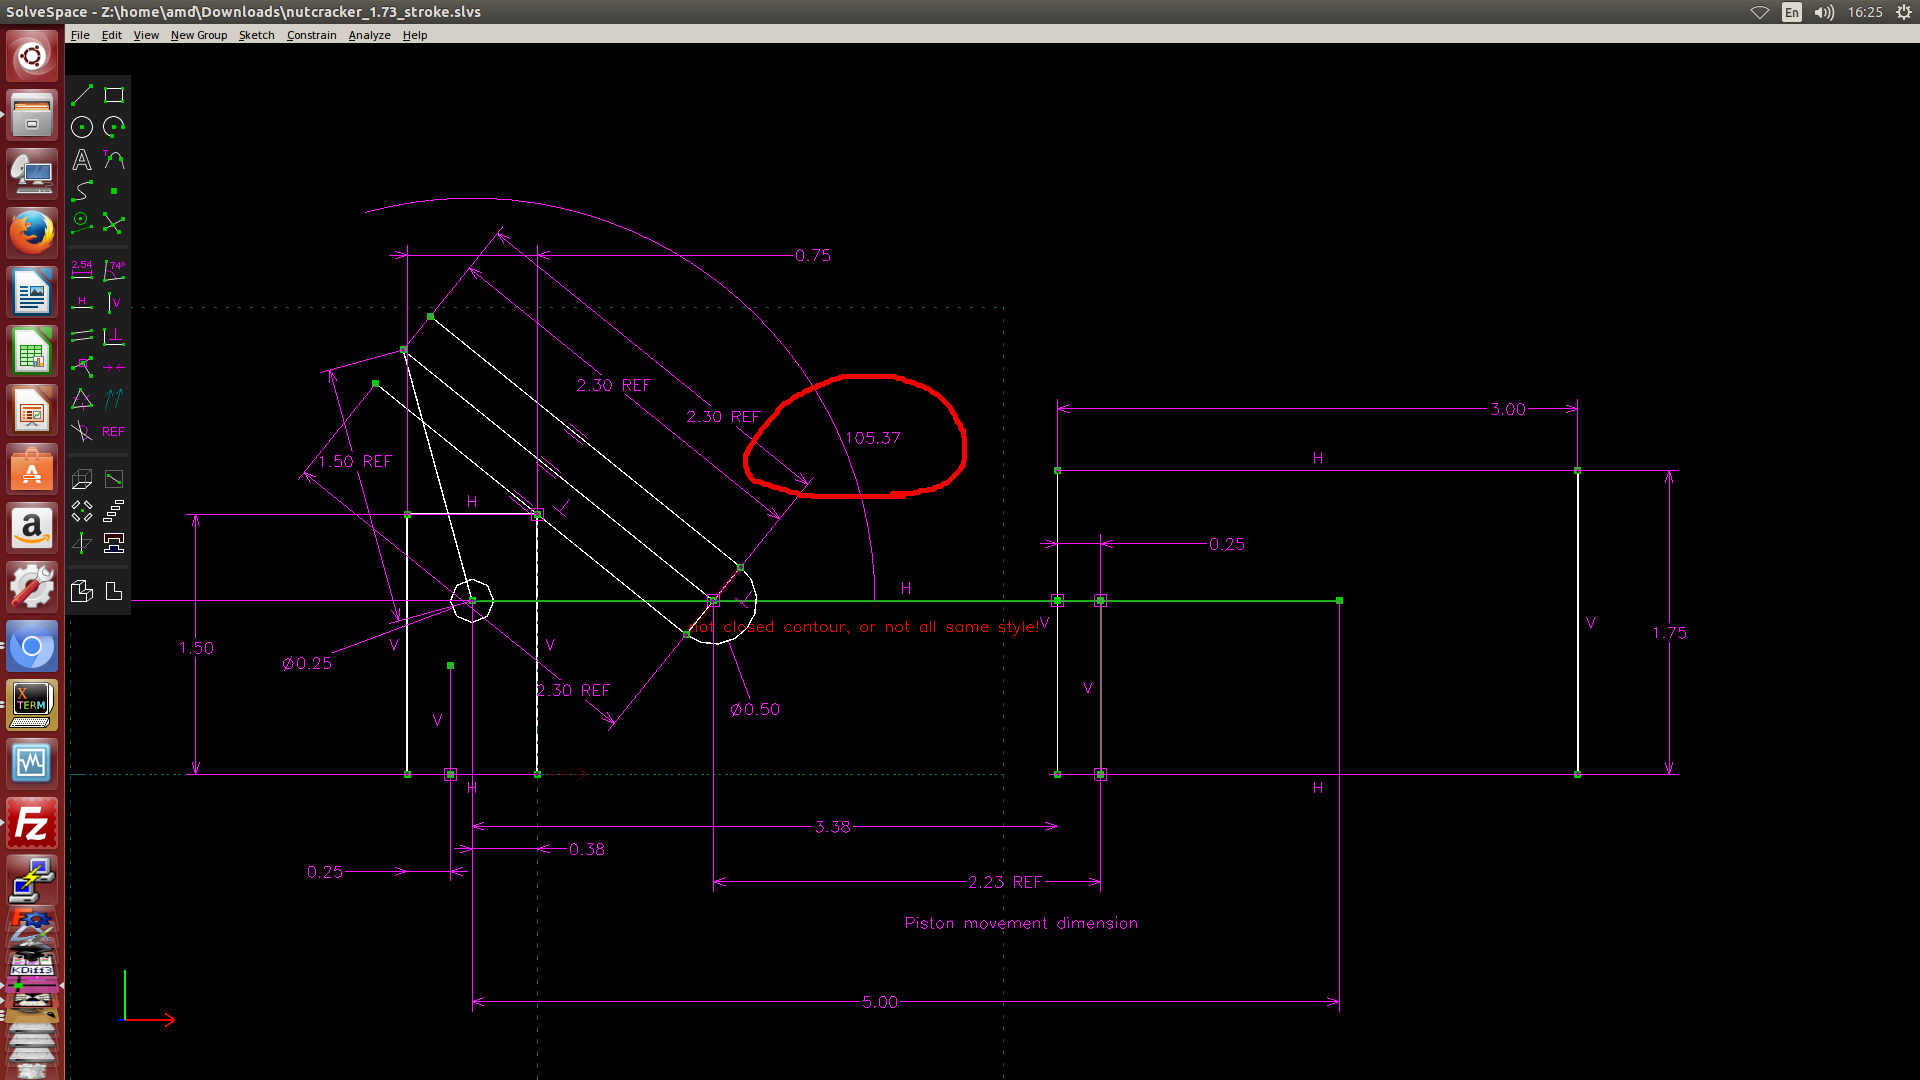 SolveSpace - Z:\home\amd\Downloads\nutcracker_1.73_stroke.slvs
En
16:25
File Edit View New Group Sketch Constrain Analyze Help
A
T
2.54
74°
H
V
REF
a
X
TERM
Fz
KDiff3
0.75
2.30 REF
2.30 REF
105.37
3.00
1.50 REF
H
H
0.25
H
not closed contour, or not all same style!
V
V
V
V
1.75
1.50
Ø0.25
2.30 REF
V
V
Ø0.50
H
H
3.38
0.38
0.25
2.23 REF
Piston movement dimension
5.00